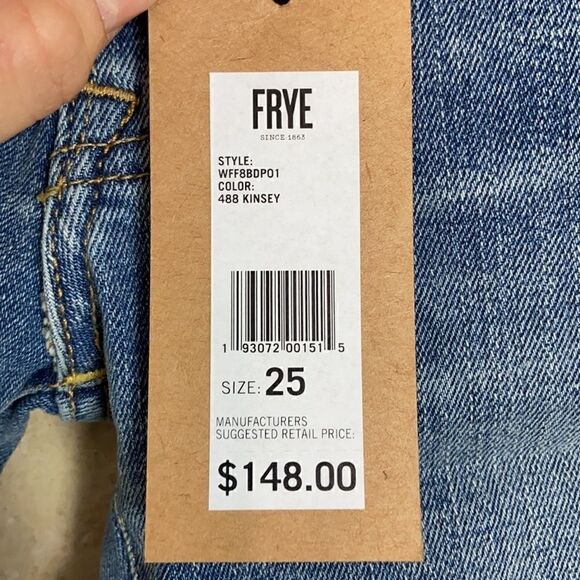 FRYE
SINCE 1863
STYLE:
WFF8BDP01
COLOR:
488 KINSEY
1 93072 00151 5
SIZE: 25
MANUFACTURERS
SUGGESTED RETAIL PRICE:
$148.00